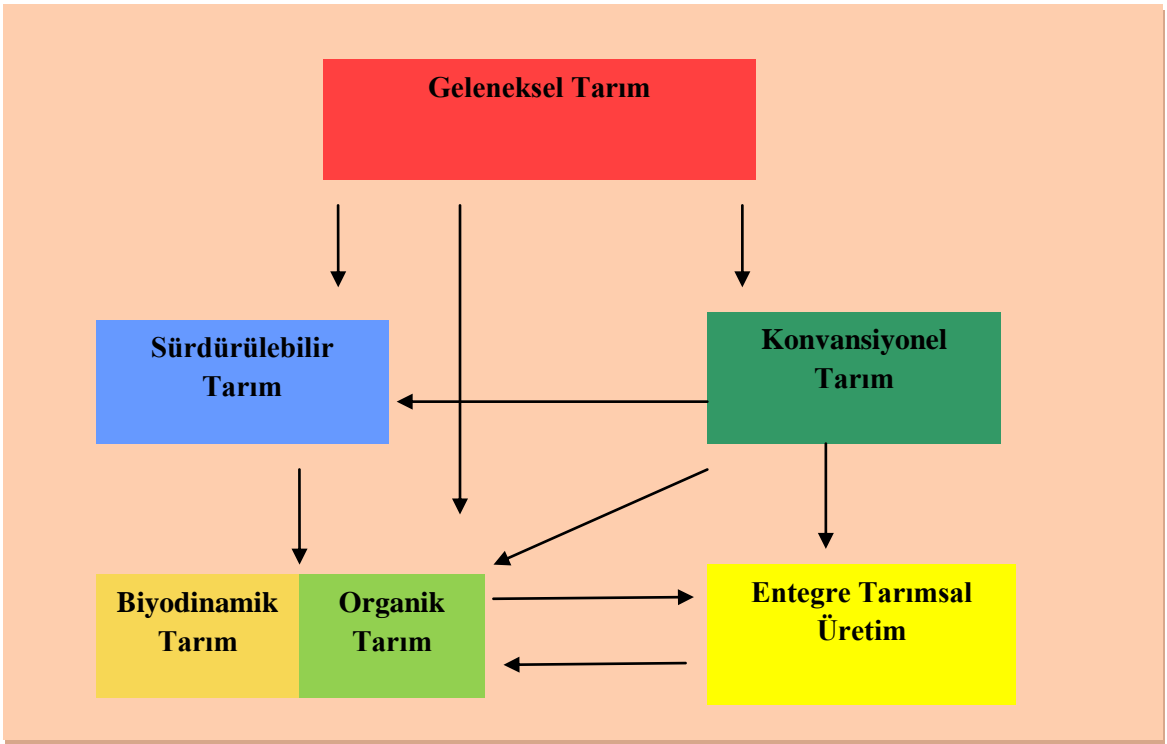 Geleneksel Tarım
Sürdürülebilir
Tarım
Konvansiyonel
Tarım
Biyodinamik
Tarım
Organik
Tarım
Entegre Tarımsal
Üretim